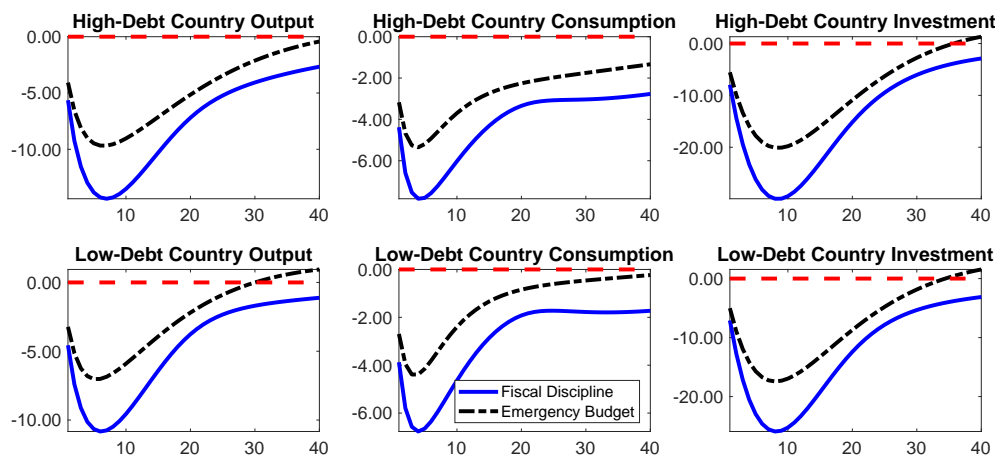 High-Debt Country Output
0.00
-5.00
-10.00
10 20 30 40
High-Debt Country Consumption
0.00
-2.00
-4.00
-6.00
10 20 30 40
High-Debt Country Investment
0.00
-10.00
-20.00
10 20 30 40
Low-Debt Country Output
0.00
-5.00
-10.00
10 20 30 40
Low-Debt Country Consumption
0.00
-2.00
-4.00
-6.00
Fiscal Discipline
Emergency Budget
10 20 30 40
Low-Debt Country Investment
0.00
-10.00
-20.00
10 20 30 40